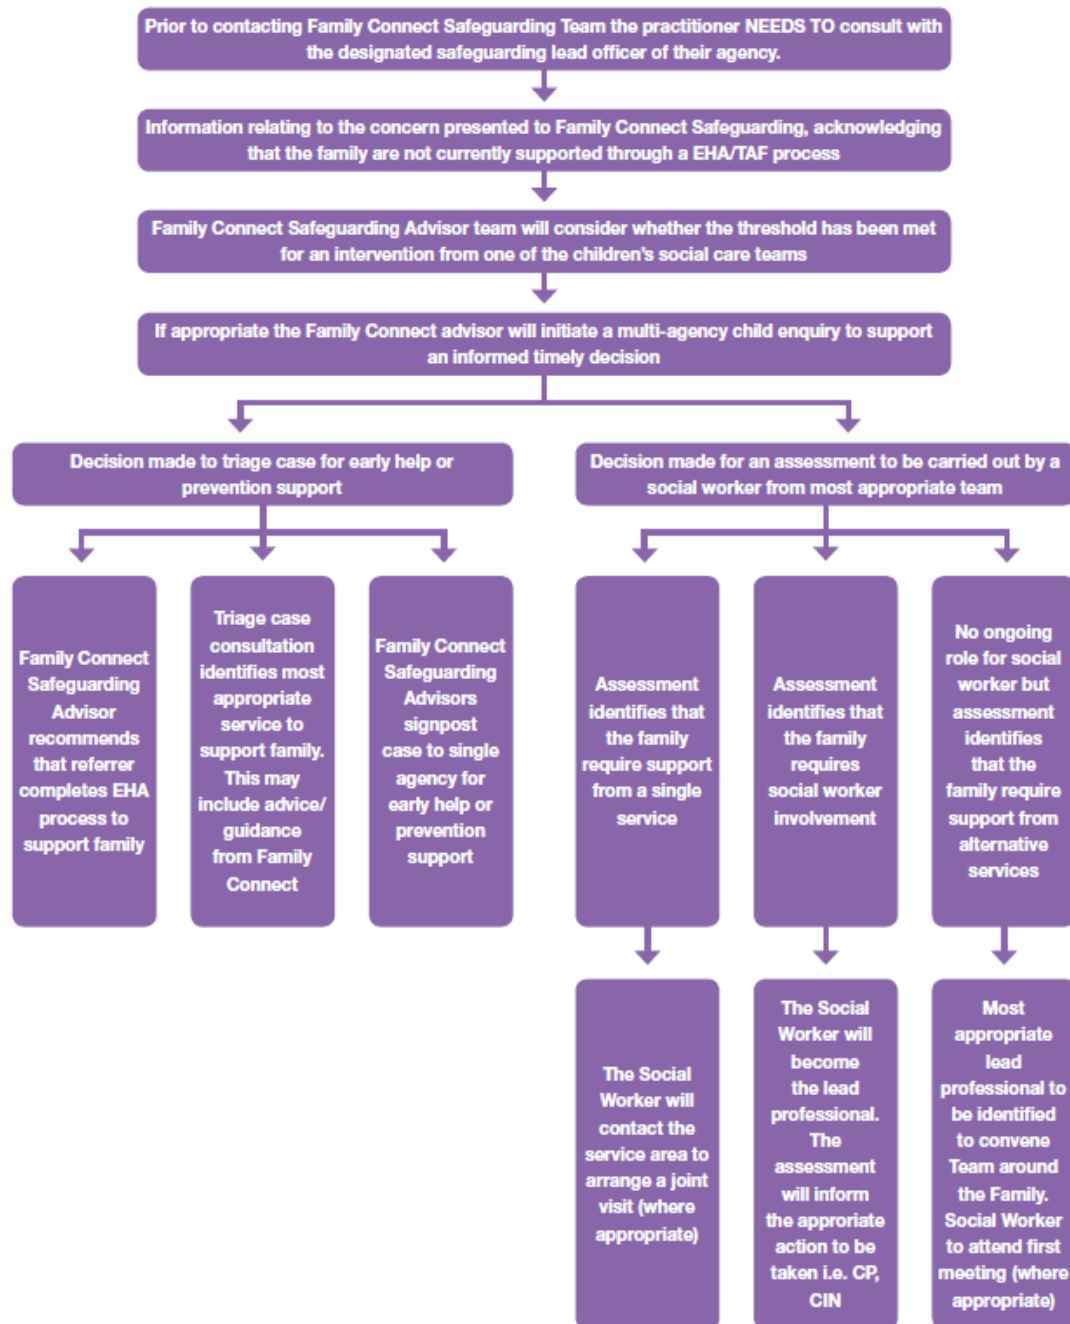 Prior to contacting Family Connect Safeguarding Team the practitioner NEEDS TO consult with
the designated safeguarding lead officer of their agency.
Information relating to the concern presented to Family Connect Safeguarding, acknowledging
that the family are not currently supported through a EHA/TAF process
Family Connect Safeguarding Advisor team will consider whether the threshold has been met
for an intervention from one of the children's social care teams
If appropriate the Family Connect advisor will initiate a multi-agency child enquiry to support
an informed timely decision
Decision made to triage case for early help or
prevention support
Decision made for an assessment to be carried out by a
social worker from most appropriate team
Family Connect
Safeguarding
Advisor
recommends
that referrer
completes EHA
process to
support family
Triage case
consultation
identifies most
appropriate
service to
support family.
This may
include advice/
guidance
from Family
Connect
Family Connect
Safeguarding
Advisors
signpost
case to single
agency for
early help or
prevention
support
Assessment
identifies that
the family
require support
from a single
service
Assessment
identifies that
the family
requires
social worker
involvement
No ongoing
role for social
worker but
assessment
identifies
that the
family require
support from
alternative
services
The Social
Worker will
contact the
service area to
arrange a joint
visit (where
appropriate)
The Social
Worker will
become
the lead
professional.
The
assessment
will inform
the approriate
action to be
taken i.e. CP,
CIN
Most
appropriate
lead
professional to
be identified
to convene
Team around
the Family.
Social Worker
to attend first
meeting (where
appropriate)